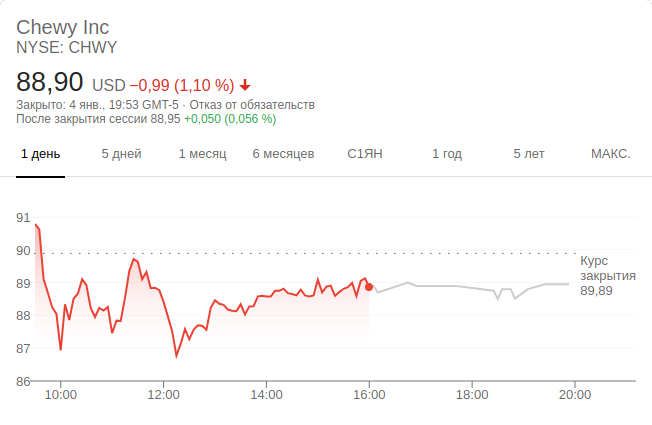 Chewy Inc
NYSE: CHWY
88,90 USD −0,99 (1,10 %)
Закрыто: 4 янв., 19:53 GMT-5 · Отказ от обязательств
После закрытия сессии 88,95 +0,050 (0,056 %)
1 день 5 дней 1 месяц 6 месяцев С1ЯН 1 год 5 лет МАКС.
91
90
Курс
закрытия
89,89
89
88
87
86
10:00 12:00 14:00 16:00 18:00 20:00